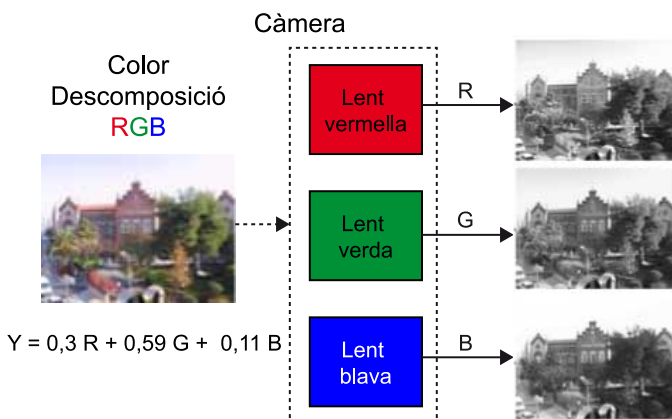 Càmera
Color
Descomposició
RGB
Lent
vermella
R
Lent
verda
G
Y = 0,3 R + 0,59 G + 0,11 B
Lent
blava
B